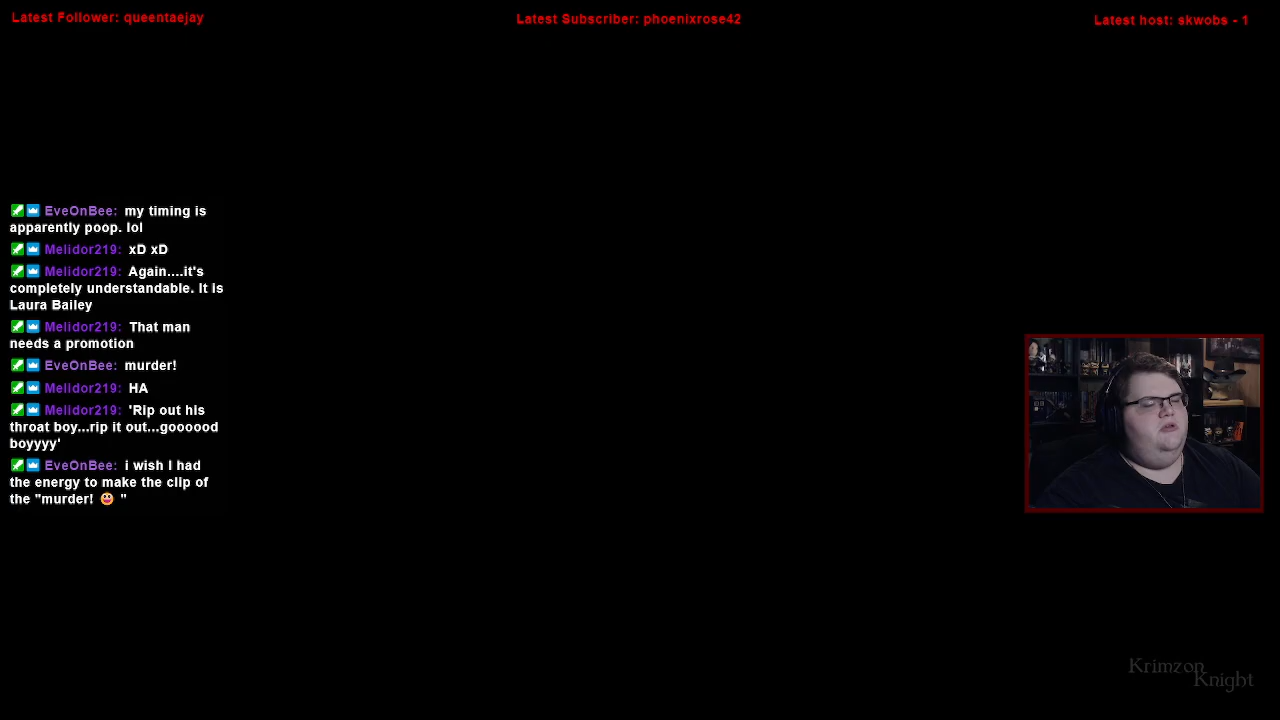 Latest Follower: queentaejay
Latest Subscriber: phoenixrose42
Latest host: skwobs - 1
EveOnBee: my timing is
apparently poop. lol
Melidor219: xD xD
Melidor219: Again....it's
completely understandable. It is
Laura Bailey
Melidor219: That man
needs a promotion
EveOnBee: murder!
Melidor219: HA
Melidor219: 'Rip out his
throat boy...rip it out...goooood
boyyyy'
EveOnBee: i wish I had
the energy to make the clip of
the "murder! 😀 "
Krimzon
Knight